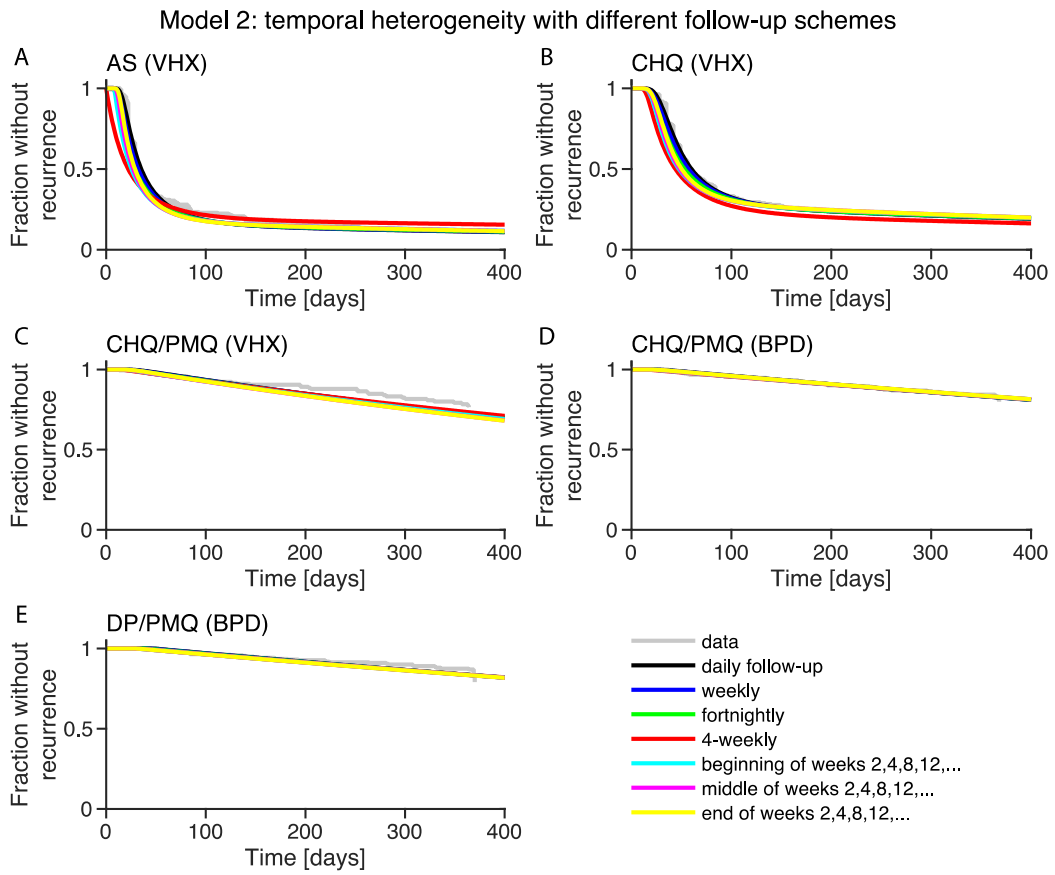 Model 2: temporal heterogeneity with different follow-up schemes
A
AS (VHX)
Fraction without
recurrence
1
0.5
0
0 100 200 300 400
Time [days]
B
CHQ (VHX)
Fraction without
recurrence
1
0.5
0
0 100 200 300 400
Time [days]
C
CHQ/PMQ (VHX)
Fraction without
recurrence
1
0.5
0
0 100 200 300 400
Time [days]
D
CHQ/PMQ (BPD)
Fraction without
recurrence
1
0.5
0
0 100 200 300 400
Time [days]
E
DP/PMQ (BPD)
Fraction without
recurrence
1
0.5
0
0 100 200 300 400
Time [days]
data
daily follow-up
weekly
fortnightly
4-weekly
beginning of weeks 2,4,8,12,...
middle of weeks 2,4,8,12,...
end of weeks 2,4,8,12,...